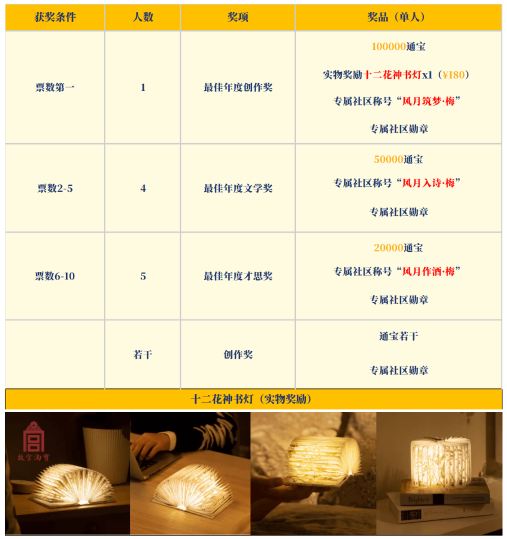 获奖条件 人数 奖项 奖品（单人）
票数第一 1 最佳年度创作奖
100000通宝
实物奖励十二花神书灯x1（¥180）
专属社区称号“风月筑梦·梅”
专属社区勋章
票数2-5 4 最佳年度文学奖
50000通宝
专属社区称号“风月入诗·梅”
专属社区勋章
票数6-10 5 最佳年度才思奖
20000通宝
专属社区称号“风月作酒·梅”
专属社区勋章
若干 创作奖
通宝若干
专属社区勋章
十二花神书灯（实物奖励）
故宫淘宝